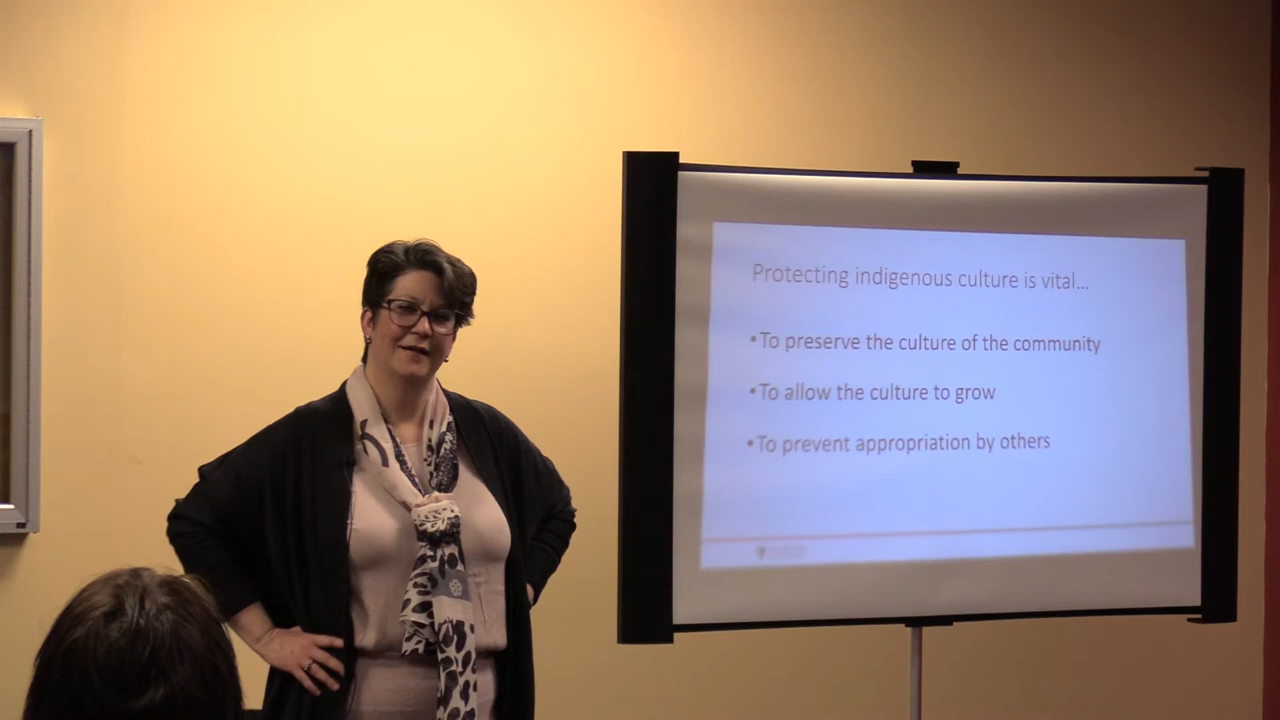 Protecting indigenous culture is vital...
•To preserve the culture of the community
•To allow the culture to grow
•To prevent appropriation by others